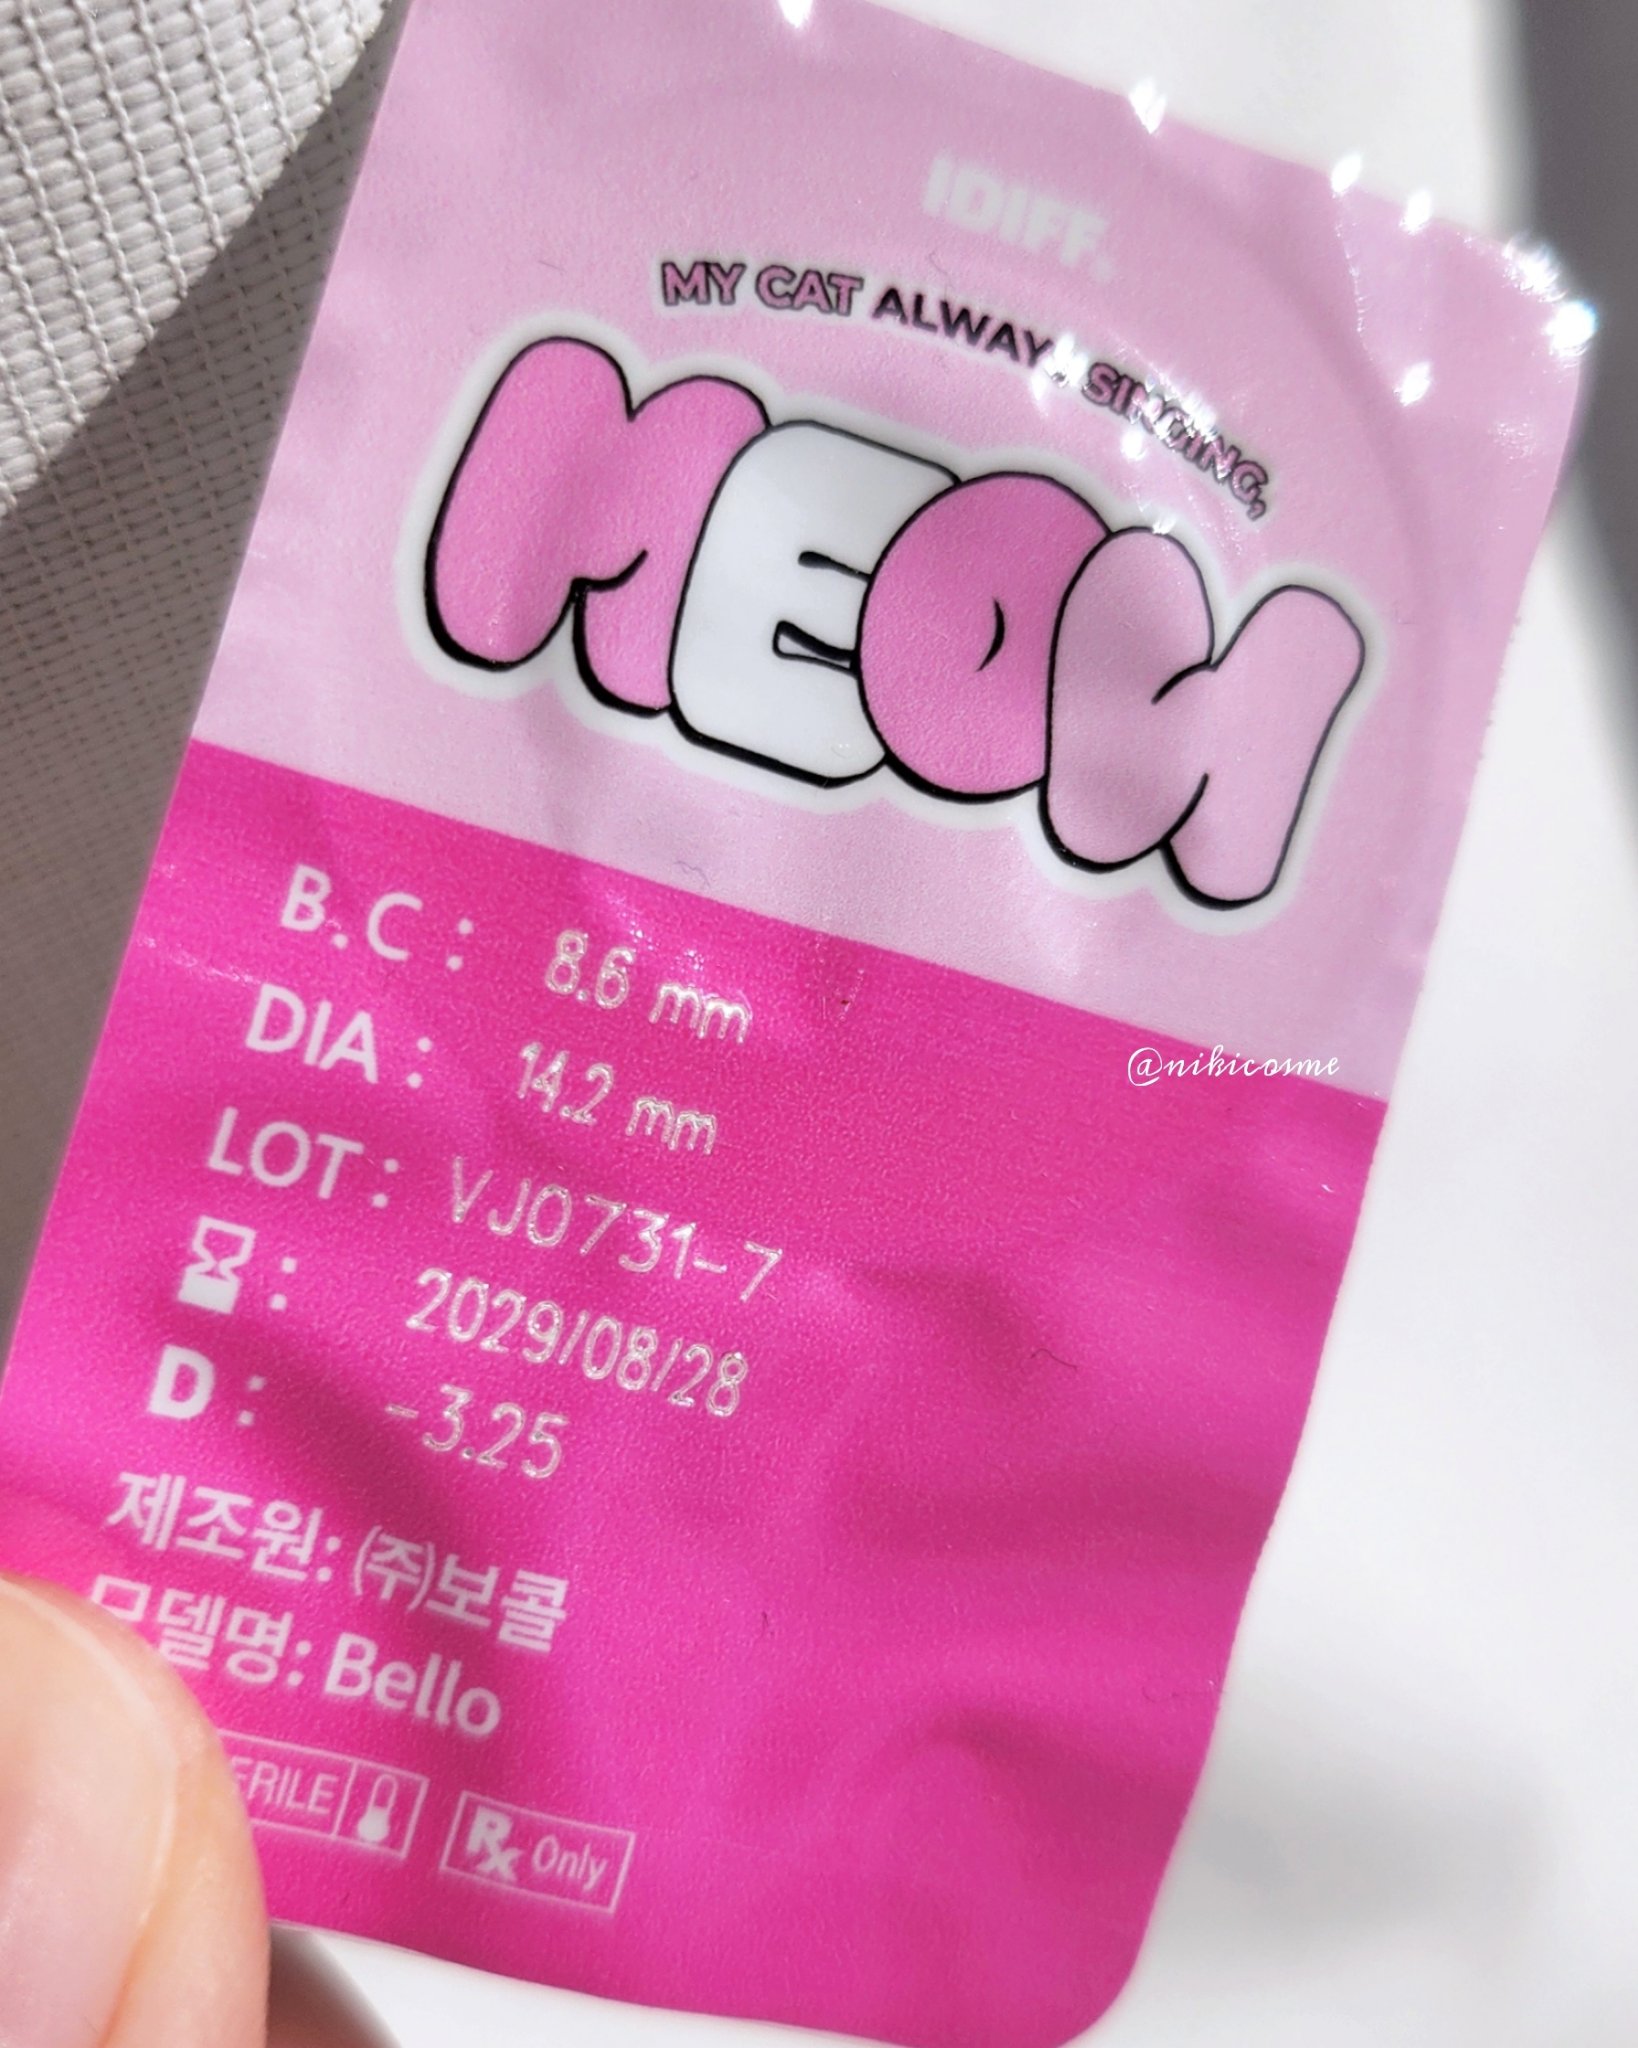 IDIFF.
MY CAT ALWAYS SINGING,
MEOW
B.C : 8.6 mm
DIA : 14.2 mm
LOT : VJ0731-7
: 2029/08/28
D : -3.25
제조원: ㈜보콜
모델명: Bello
ERILE
Rx Only
@nikicosme